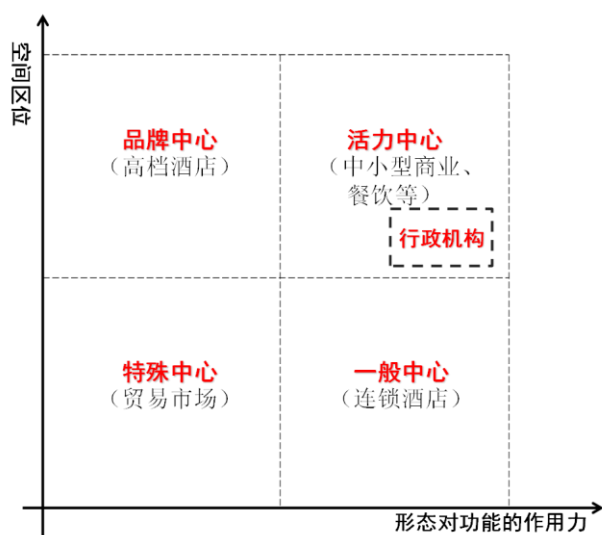 空间区位
品牌中心
（高档酒店）
活力中心
（中小型商业、
餐饮等）
行政机构
特殊中心
（贸易市场）
一般中心
（连锁酒店）
形态对功能的作用力